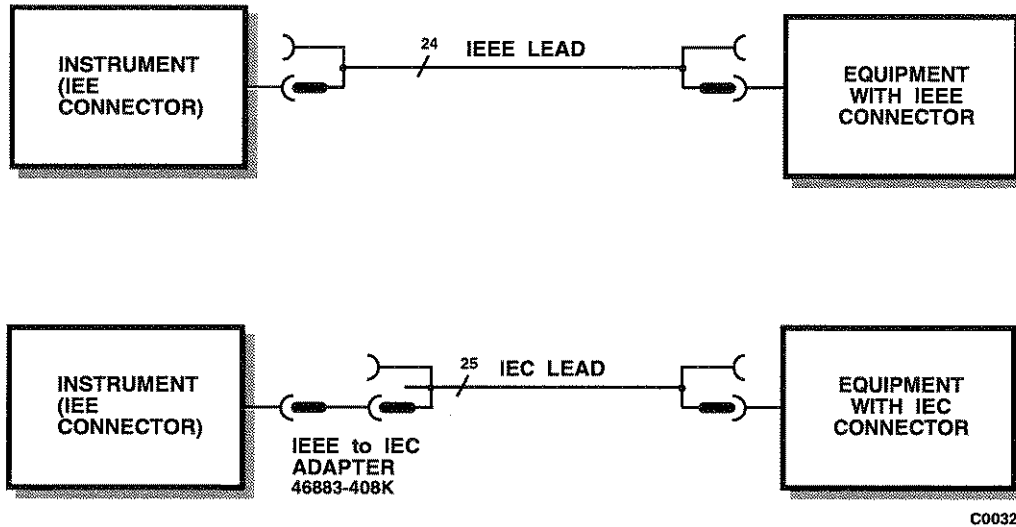 INSTRUMENT
(IEE
CONNECTOR)
24
IEEE LEAD
EQUIPMENT
WITH IEEE
CONNECTOR
INSTRUMENT
(IEE
CONNECTOR)
IEEE to IEC
ADAPTER
46883-408K
25
IEC LEAD
EQUIPMENT
WITH IEC
CONNECTOR
C0032